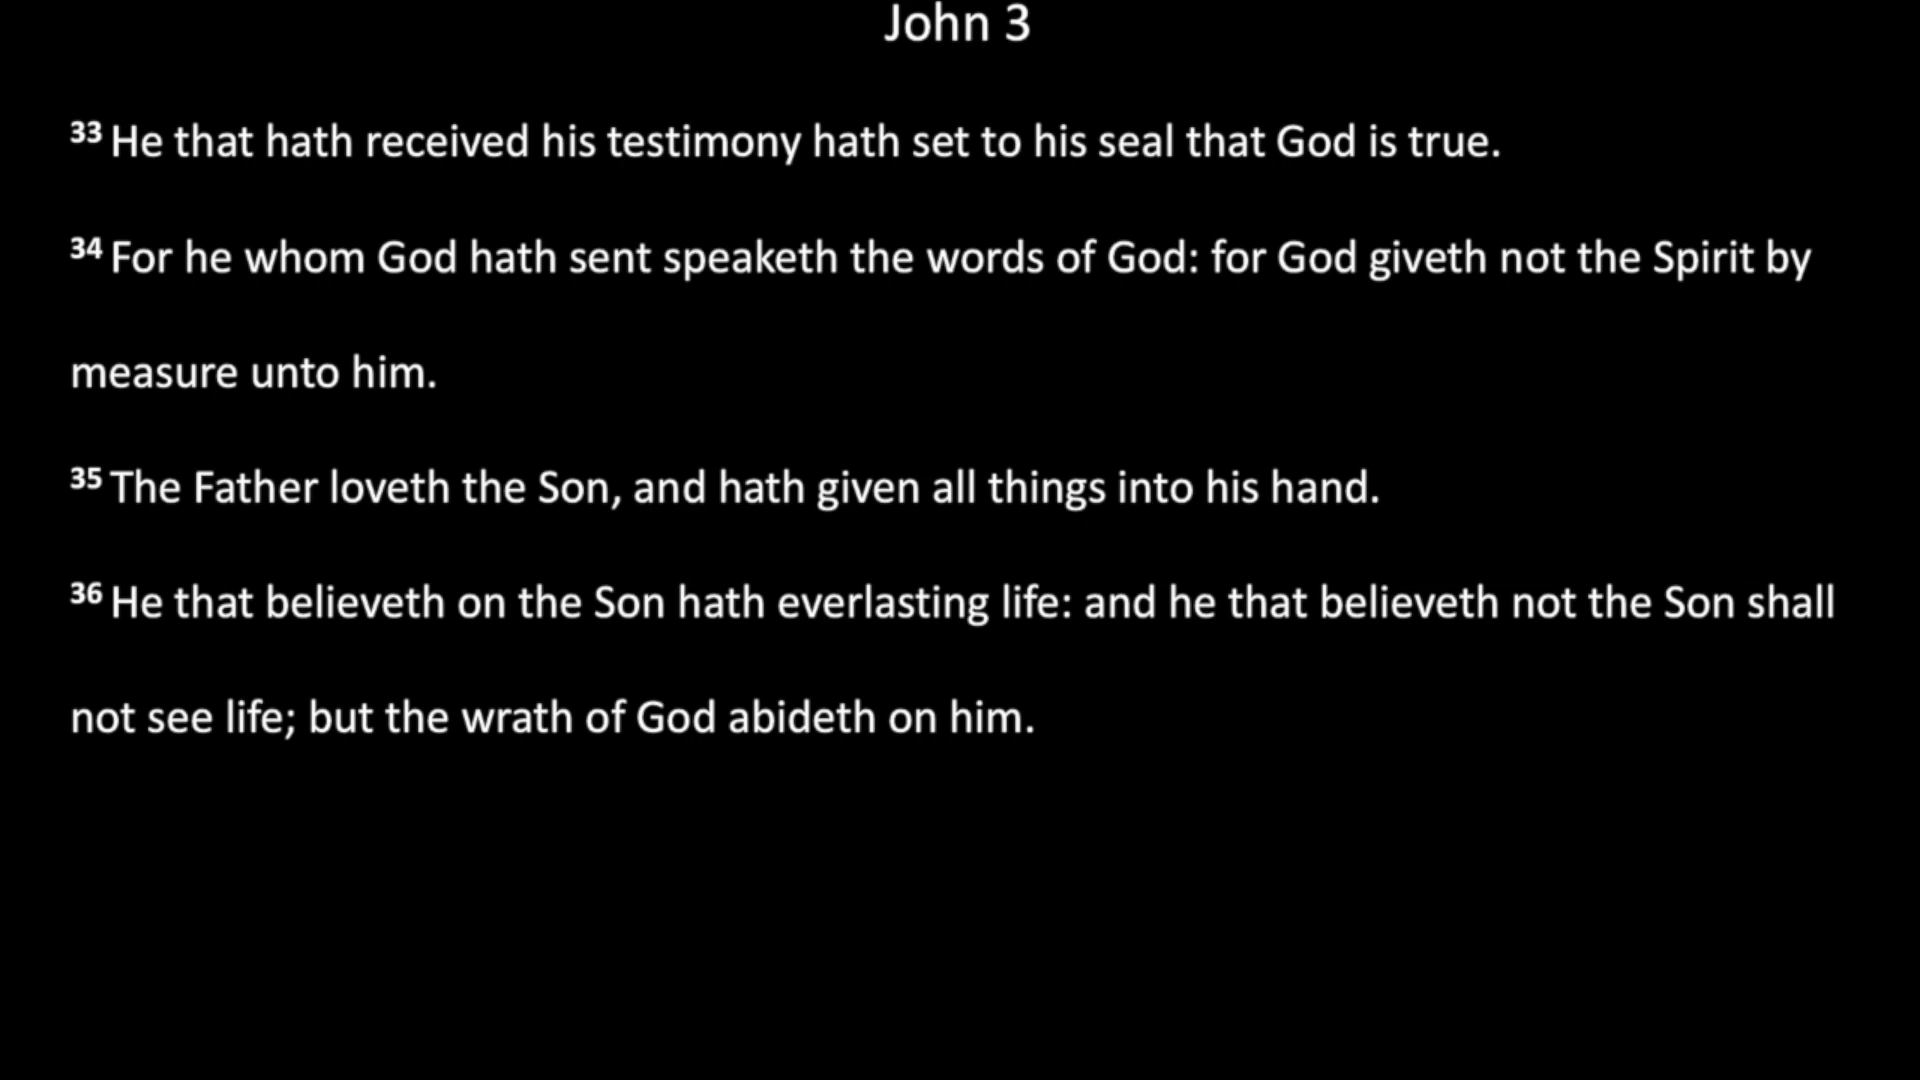 John 3
33 He that hath received his testimony hath set to his seal that God is true.
34 For he whom God hath sent speaketh the words of God: for God giveth not the Spirit by
measure unto him.
35 The Father loveth the Son, and hath given all things into his hand.
36 He that believeth on the Son hath everlasting life: and he that believeth not the Son shall
not see life; but the wrath of God abideth on him.